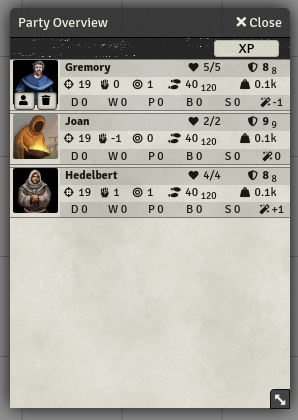 Party Overview Close
XP
Gremory 5/5 8 8
19 0 1 40 120 0.1k
D 0 W 0 P 0 B 0 S 0 -1
Joan 2/2 9 9
19 -1 0 40 120 0.1k
D 0 W 0 P 0 B 0 S 0 0
Hedelbert 4/4 8 8
19 1 1 40 120 0.1k
D 0 W 0 P 0 B 0 S 0 +1